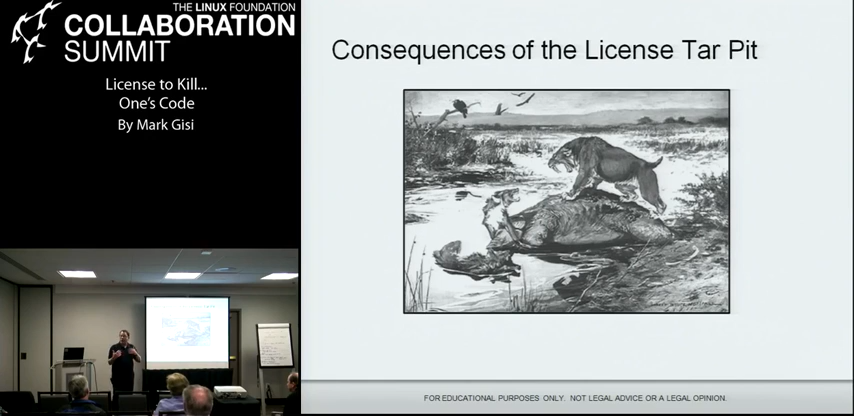 THE LINUX FOUNDATION
COLLABORATION
SUMMIT
License to Kill...
One's Code
By Mark Gisi
Consequences of the License Tar Pit
FOR EDUCATIONAL PURPOSES ONLY. NOT LEGAL ADVICE OR A LEGAL OPINION.